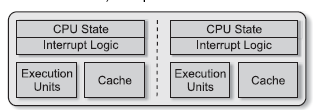 CPU State
Interrupt Logic
Execution
Units
Cache
CPU State
Interrupt Logic
Execution
Units
Cache